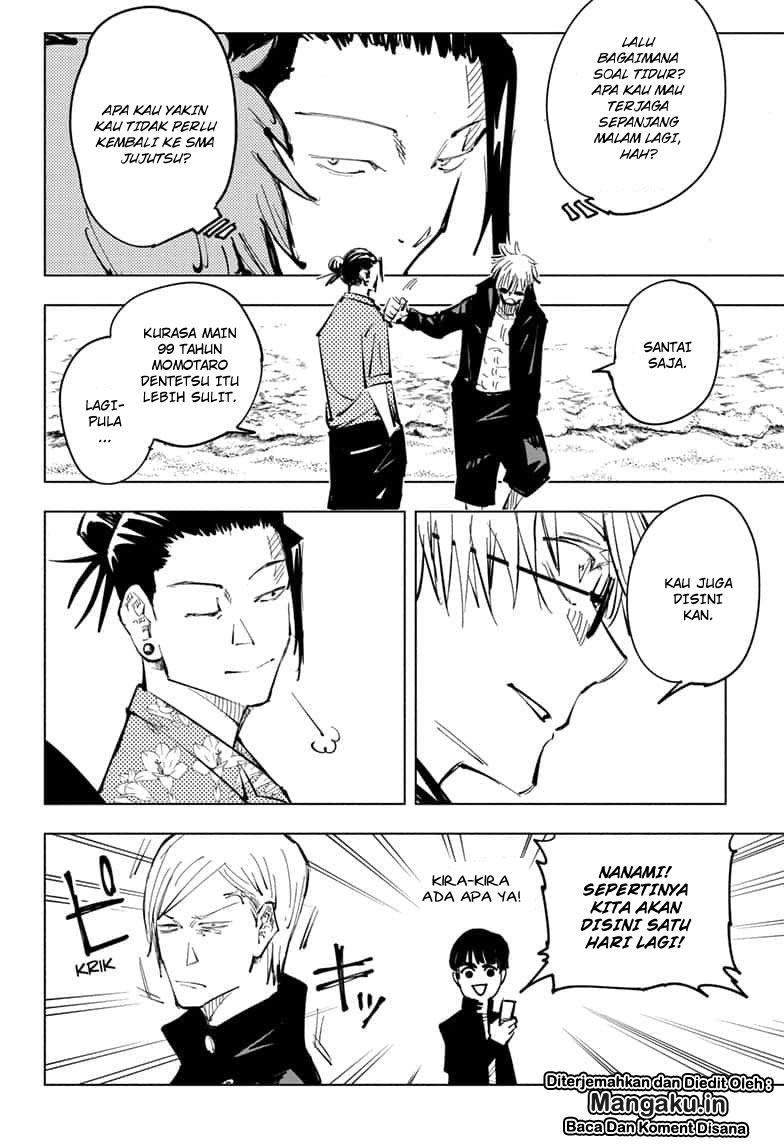 LALU
BAGAIMANA
SOAL TIDUR?
APA KAU MAU
TERJAGA
SEPANJANG
MALAM LAGI,
HAH?
APA KAU YAKIN
KAU TIDAK PERLU
KEMBALI KE SMA
JUJUTSU?
SANTAI
SAJA.
KURASA MAIN
99 TAHUN
MOMOTARO
DENTETSU ITU
LEBIH SULIT.
LAGI-
PULA
...
KAU JUGA
DISINI
KAN.
NANAMI!
SEPERTINYA
KITA AKAN
DISINI SATU
HARI LAGI!
KIRA-KIRA
ADA APA YA!
ピキッ
KRIK
Diterjemahkan dan Diedit Oleh:
Mangaku.in
Baca Dan Koment Disana